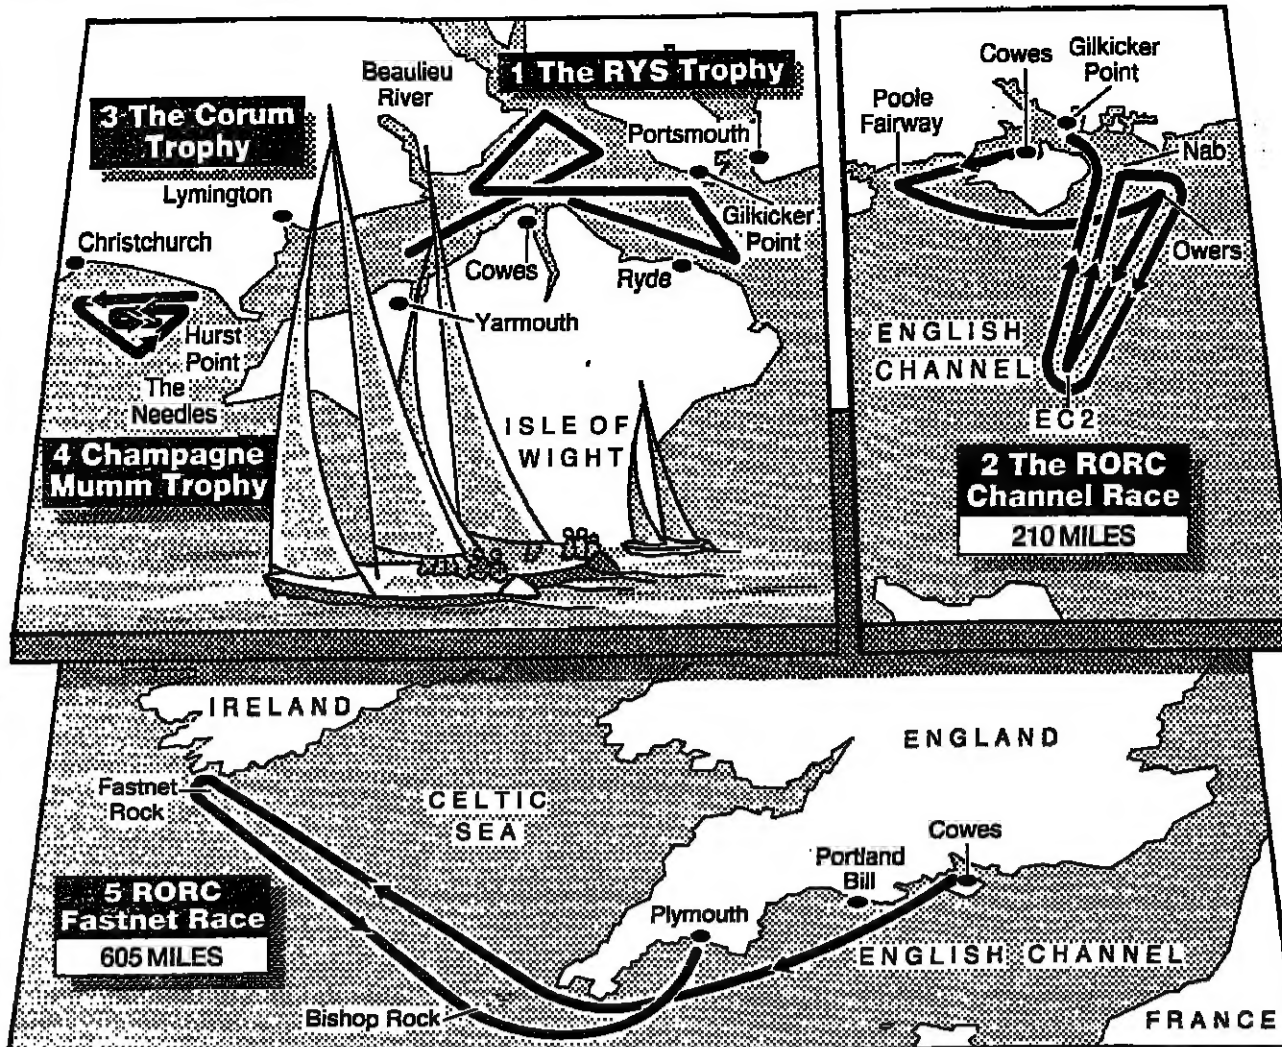 1 The RYS Trophy
Beaulieu
River
3 The Corum
Trophy
Portsmouth
Lymington
Christchurch
Gilkicker
Point
Cowes
Ryde
Yarmouth
Hurst
Point
The
Needles
ISLE OF
WIGHT
4 Champagne
Mumm Trophy
17
Cowes
Gilkicker
Point
Poole
Fairway
Nab
Owers
ENGLISH
CHANNEL
EC2
2 The RORC
Channel Race
210 MILES
IRELAND
ENGLAND
Fastnet
Rock
CELTIC
SEA
Cowes
Portland
Bill
5 RORC
Fastnet Race
605 MILES
Plymouth
ENGLISH CHANNEL
Bishop Rock
FRANCE